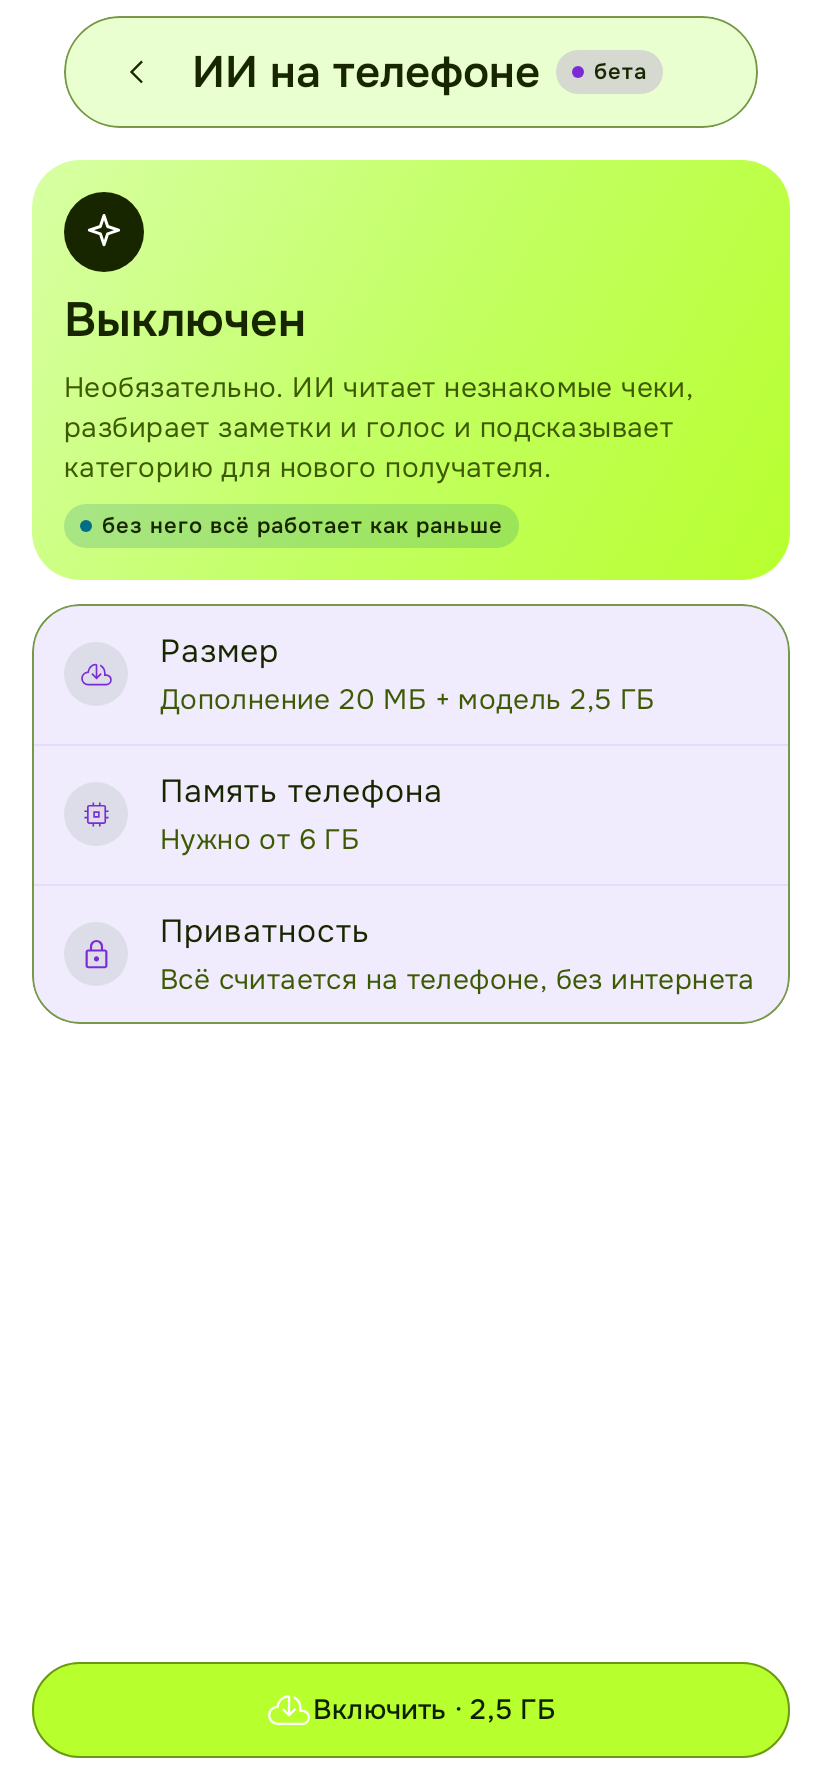 ИИ на телефоне
бета
Выключен
Необязательно. ИИ читает незнакомые чеки,
разбирает заметки и голос и подсказывает
категорию для нового получателя.
без него всё работает как раньше
Размер
Дополнение 20 МБ + модель 2,5 ГБ
Память телефона
Нужно от 6 ГБ
Приватность
Всё считается на телефоне, без интернета
Включить · 2,5 ГБ